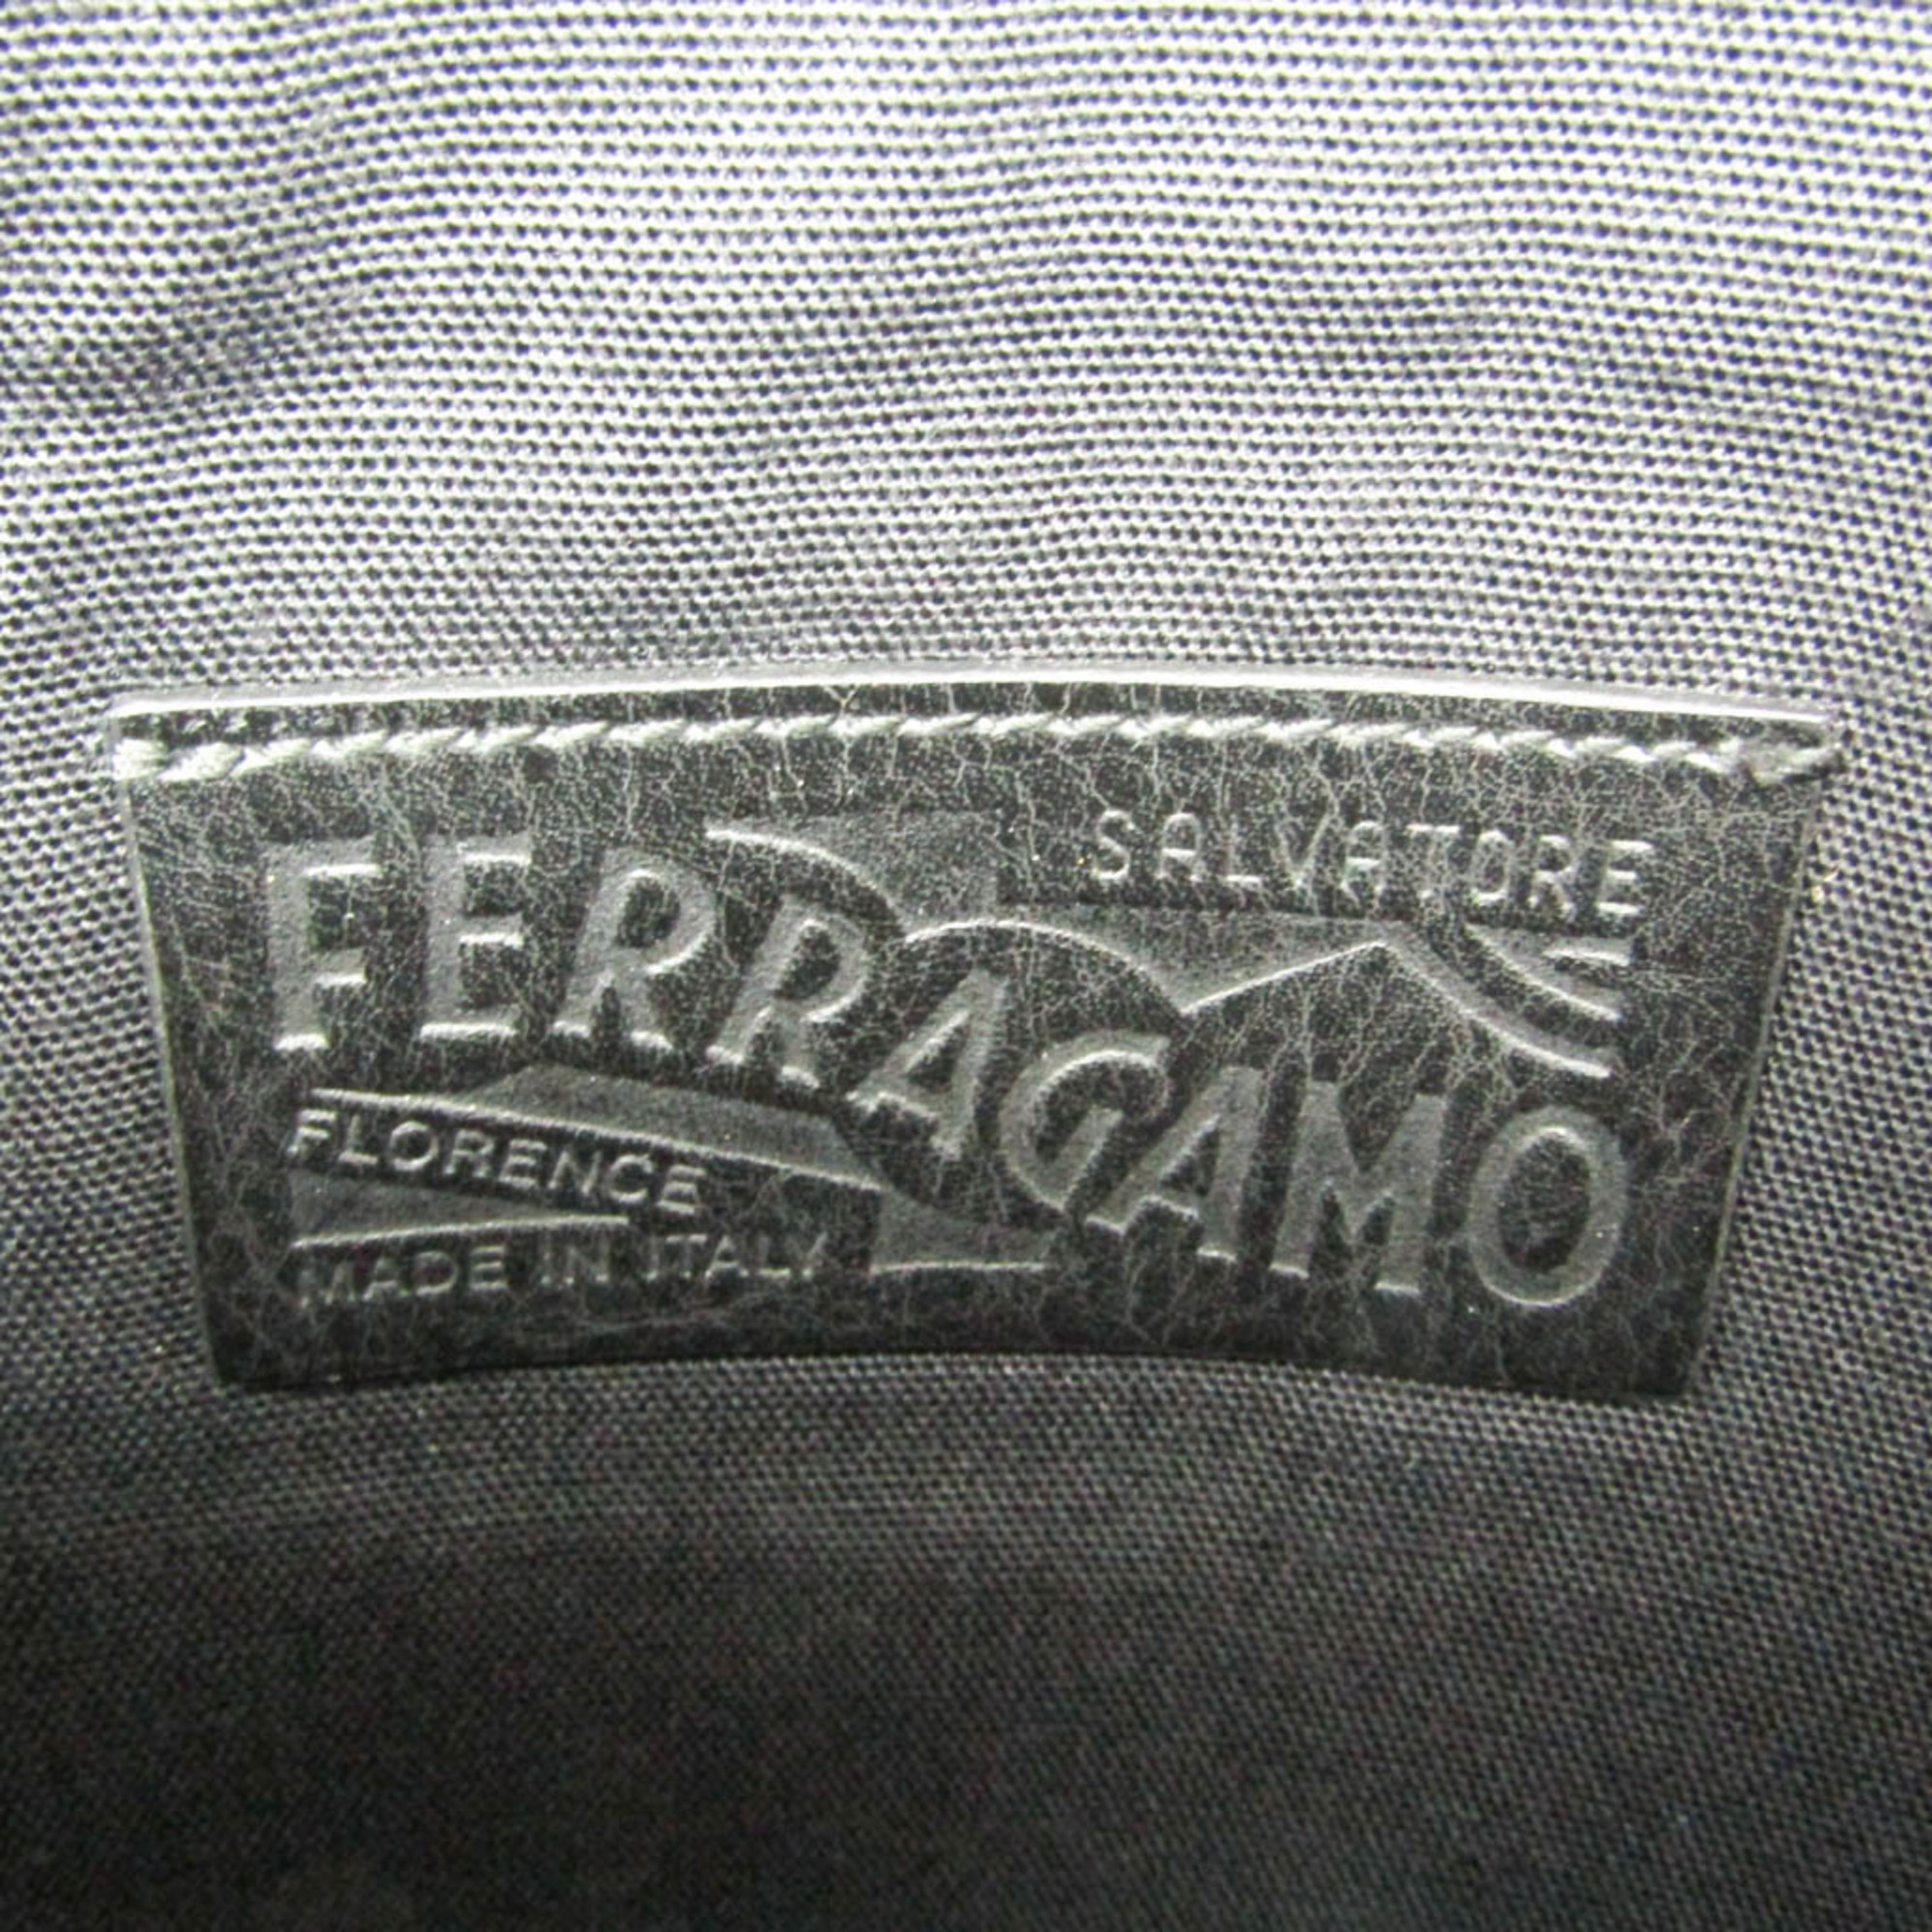 SALVATORE
FERRAGAMO
FLORENCE
MADE IN ITALY